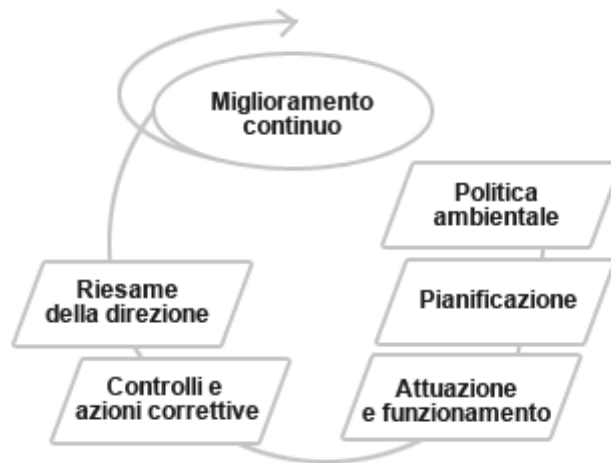 Miglioramento
continuo
Politica
ambientale
Pianificazione
Attuazione
e funzionamento
Controlli e
azioni correttive
Riesame
della direzione